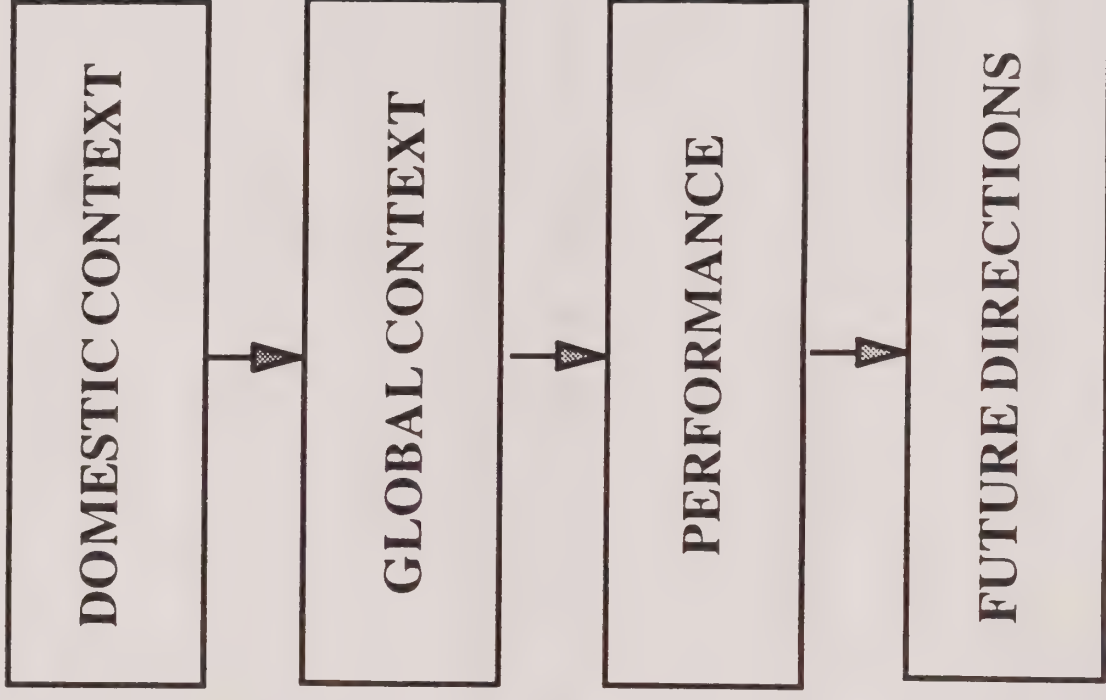 DOMESTIC CONTEXT
GLOBAL CONTEXT
PERFORMANCE
FUTURE DIRECTIONS